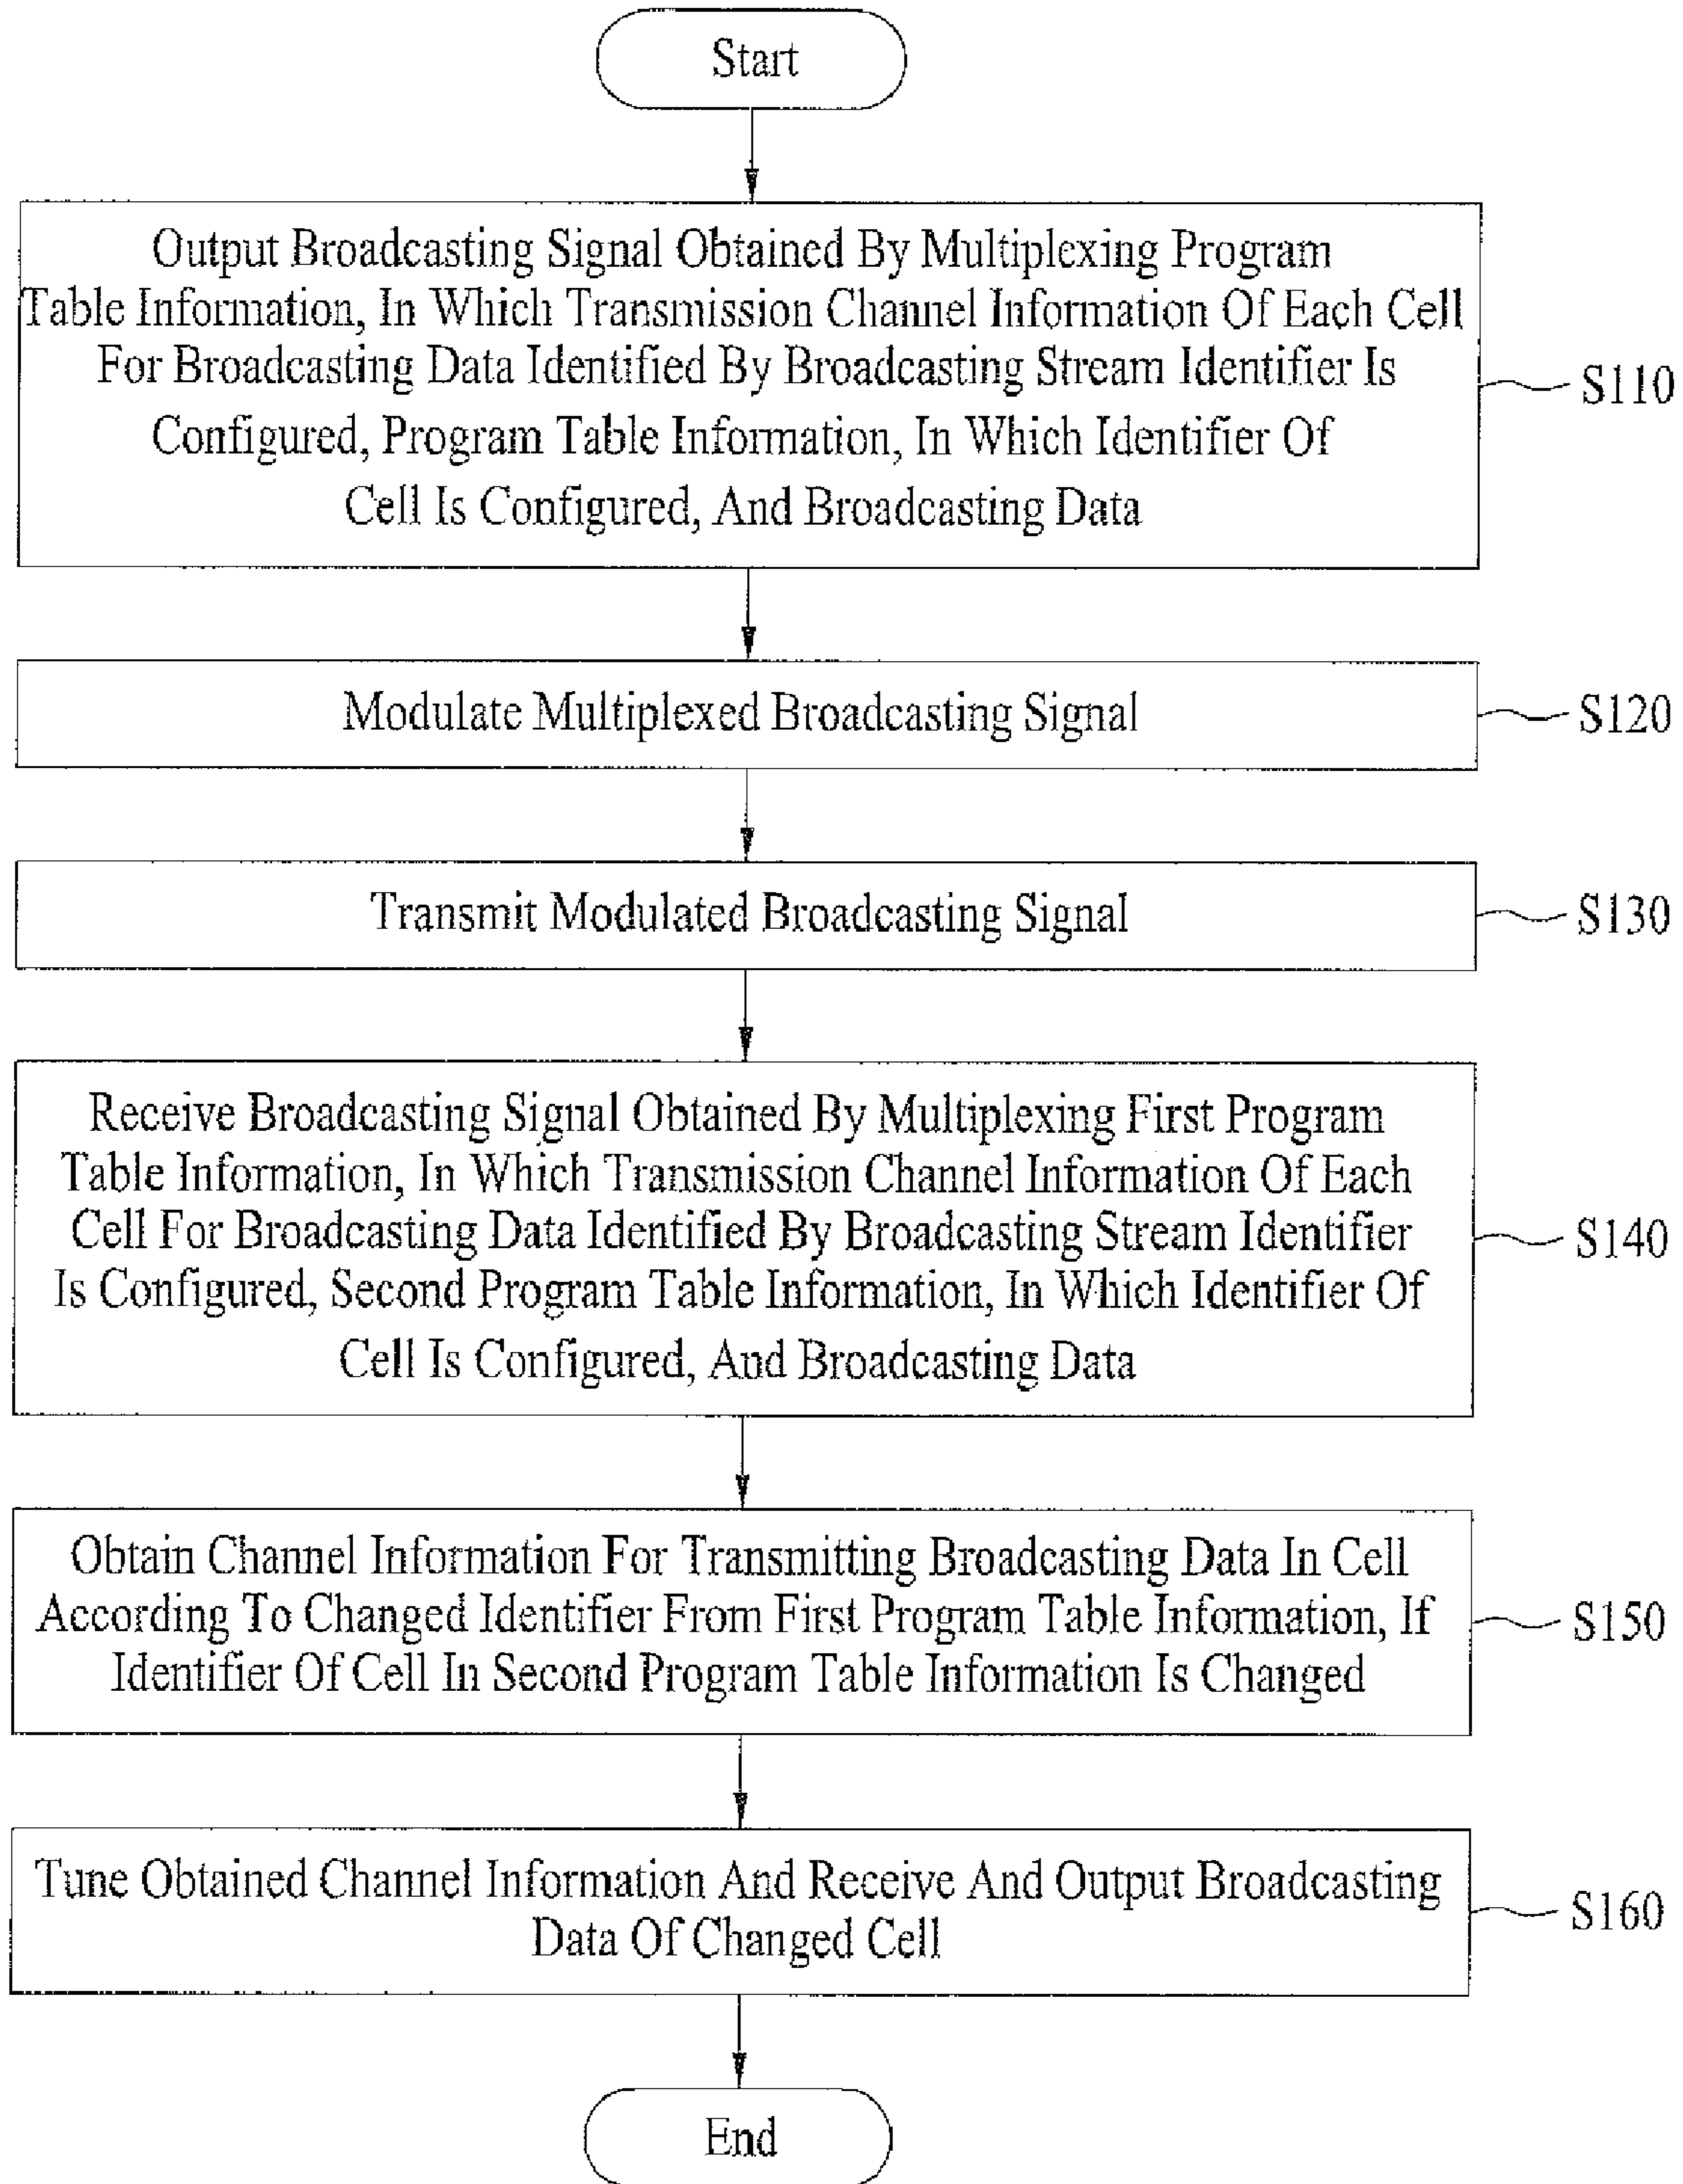 Start
Output Broadcasting Signal Obtained By Multiplexing Program
Table Information, In Which Transmission Channel Information Of Each Cell
For Broadcasting Data Identified By Broadcasting Stream Identifier Is
Configured, Program Table Information, In Which Identifier Of
Cell Is Configured, And Broadcasting Data
S110
Modulate Multiplexed Broadcasting Signal
S120
Transmit Modulated Broadcasting Signal
S130
Receive Broadcasting Signal Obtained By Multiplexing First Program
Table Information, In Which Transmission Channel Information Of Each
Cell For Broadcasting Data Identified By Broadcasting Stream Identifier
Is Configured, Second Program Table Information, In Which Identifier Of
Cell Is Configured, And Broadcasting Data
S140
Obtain Channel Information For Transmitting Broadcasting Data In Cell
According To Changed Identifier From First Program Table Information, If
Identifier Of Cell In Second Program Table Information Is Changed
S150
Tune Obtained Channel Information And Receive And Output Broadcasting
Data Of Changed Cell
S160
End